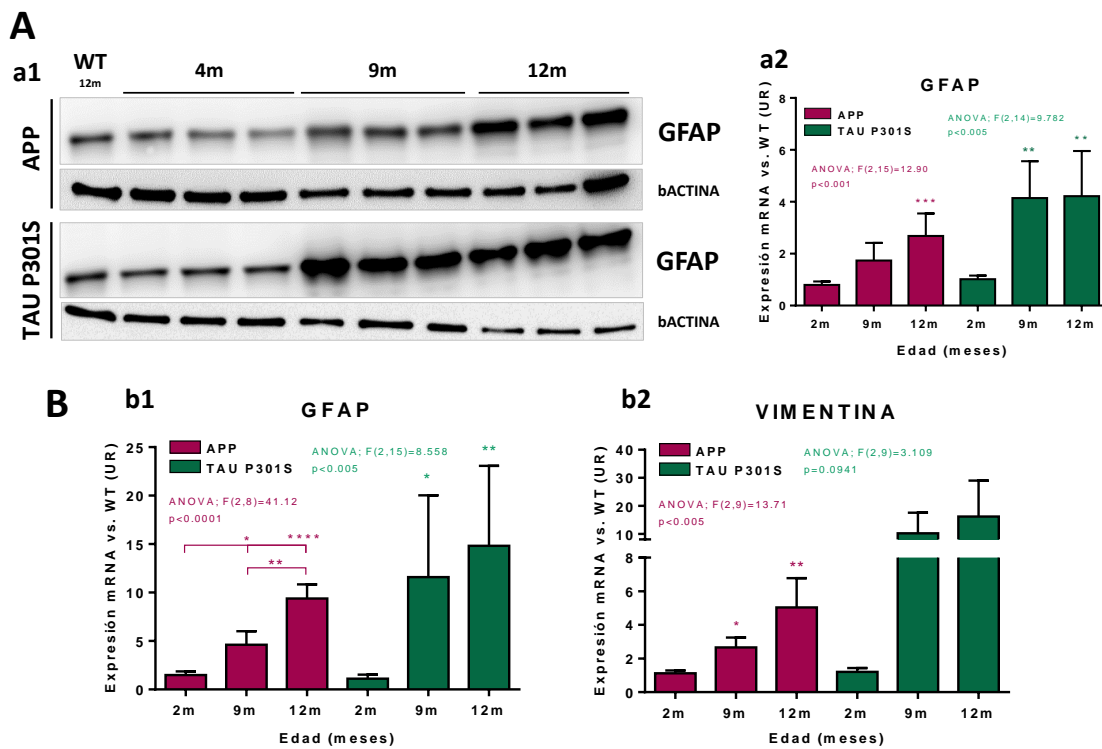 A
a1
WT
12m
4m
9m
12m
APP
GFAP
bACTINA
TAU P301S
GFAP
bACTINA
a2
GFAP
Expresión mRNA vs. WT (UR)
8
6
4
2
0
APP
TAU P301S
ANOVA; F(2,14)=9.782
p<0.005
ANOVA; F(2,15)=12.90
p<0.001
***
**
**
2m 9m 12m 2m 9m 12m
Edad (meses)
B
b1
GFAP
Expresión mRNA vs. WT (UR)
25
20
15
10
5
0
APP
TAU P301S
ANOVA; F(2,15)=8.558
p<0.005
ANOVA; F(2,8)=41.12
p<0.0001
* ****
**
*
**
2m 9m 12m 2m 9m 12m
Edad (meses)
b2
VIMENTINA
Expresión mRNA vs. WT (UR)
40
30
20
10
8
6
4
2
0
APP
TAU P301S
ANOVA; F(2,9)=3.109
p=0.0941
ANOVA; F(2,9)=13.71
p<0.005
*
**
2m 9m 12m 2m 9m 12m
Edad (meses)